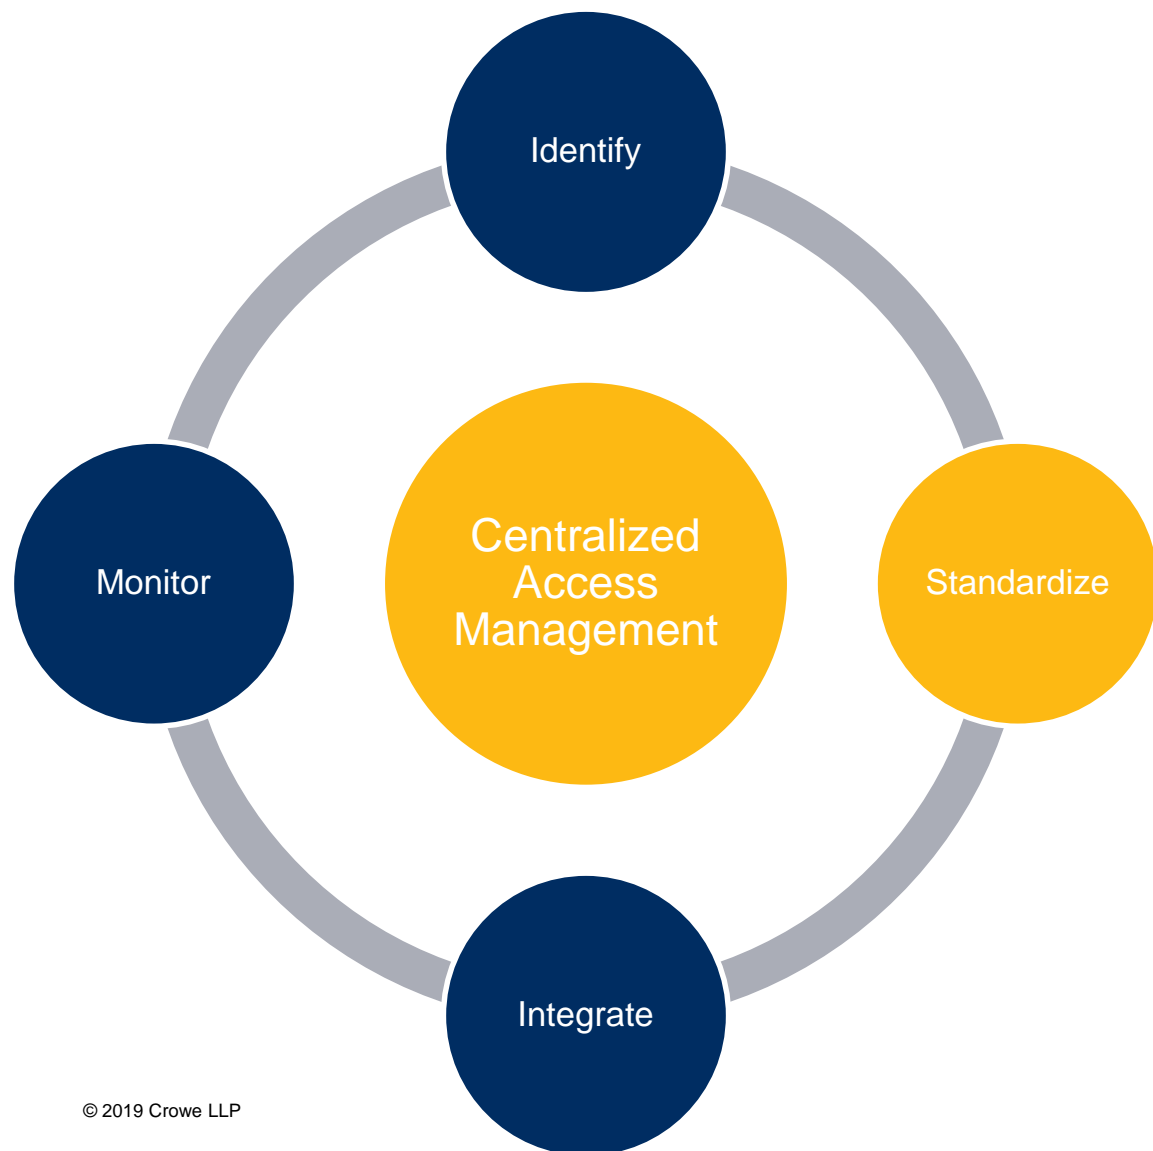 Identify
Monitor
Centralized
Access
Management
Standardize
Integrate
© 2019 Crowe LLP